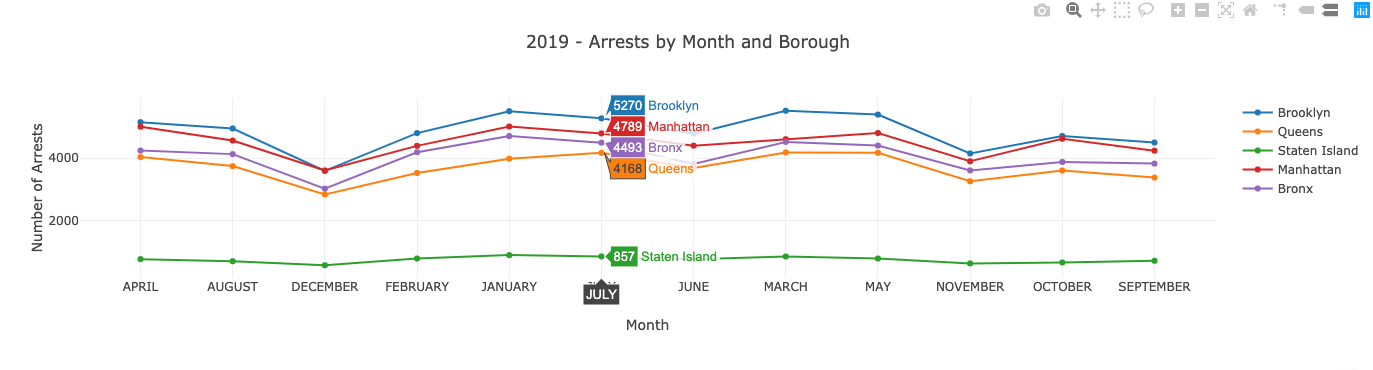 2019 - Arrests by Month and Borough
Number of Arrests
4000
2000
5270 Brooklyn
4789 Manhattan
4493 Bronx
4168 Queens
857 Staten Island
APRIL AUGUST DECEMBER FEBRUARY JANUARY JULY JUNE MARCH MAY NOVEMBER OCTOBER SEPTEMBER
Month
Brooklyn
Queens
Staten Island
Manhattan
Bronx